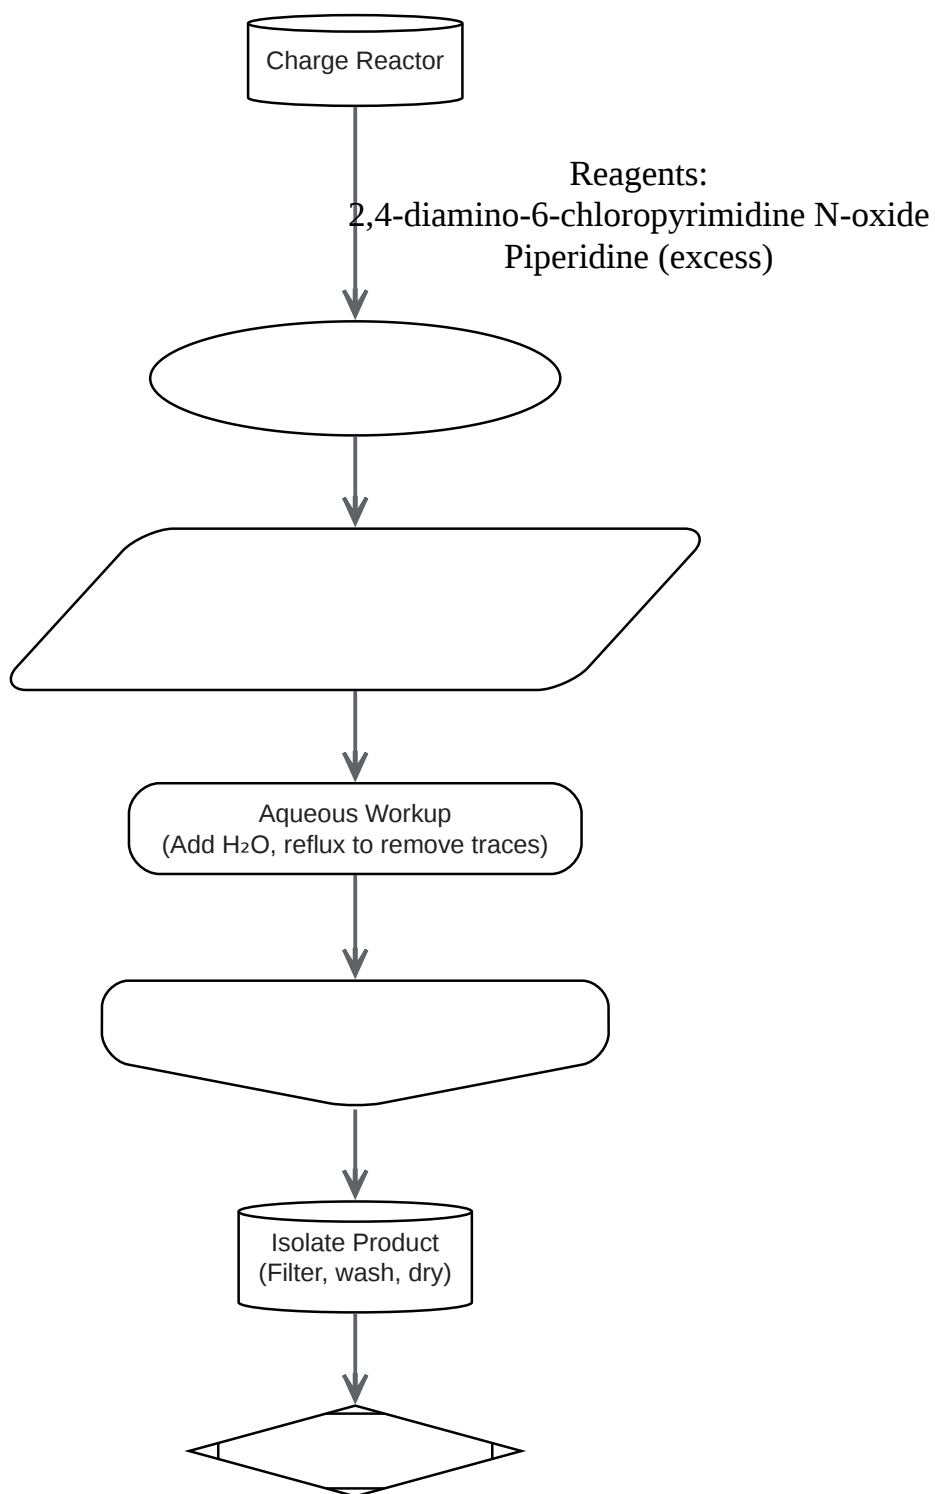 Charge Reactor
Reagents:
2,4-diamino-6-chloropyrimidine N-oxide
Piperidine (excess)
Aqueous Workup
(Add H₂O, reflux to remove traces)
Isolate Product
(Filter, wash, dry)